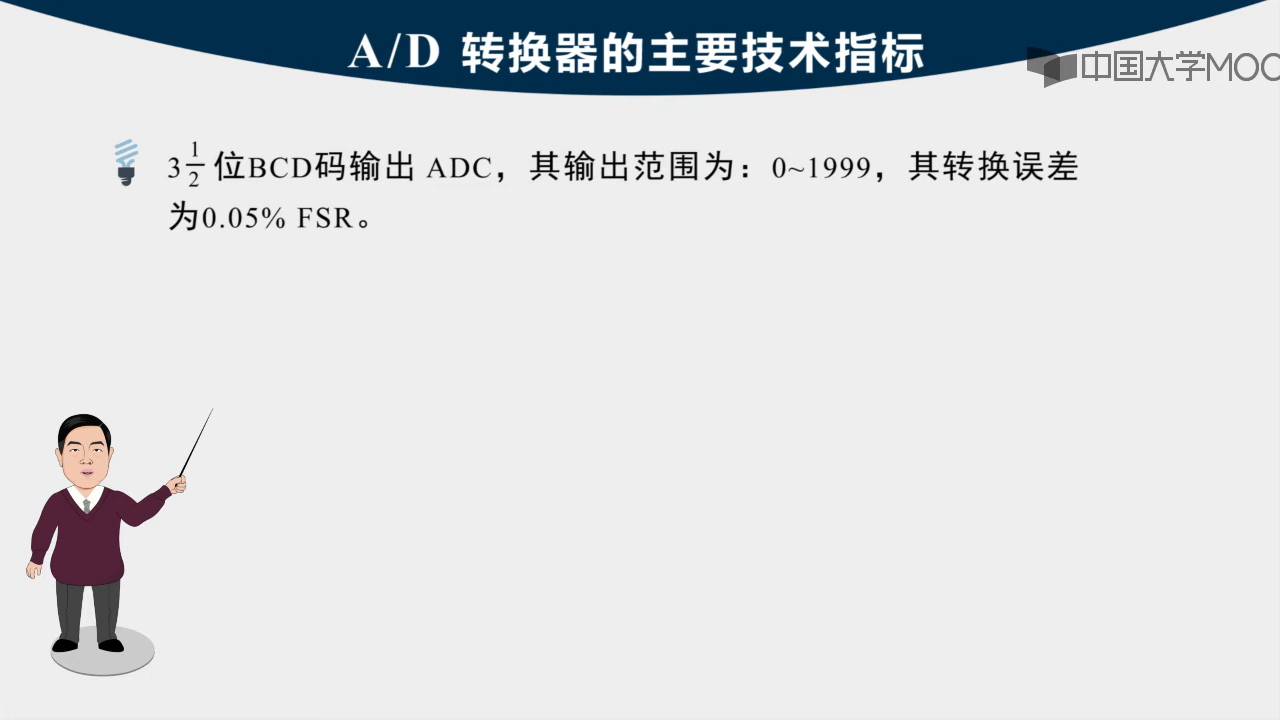 A/D 转换器的主要技术指标
中国大学MOO
3 1/2 位BCD码输出 ADC，其输出范围为：0~1999，其转换误差
为0.05% FSR。